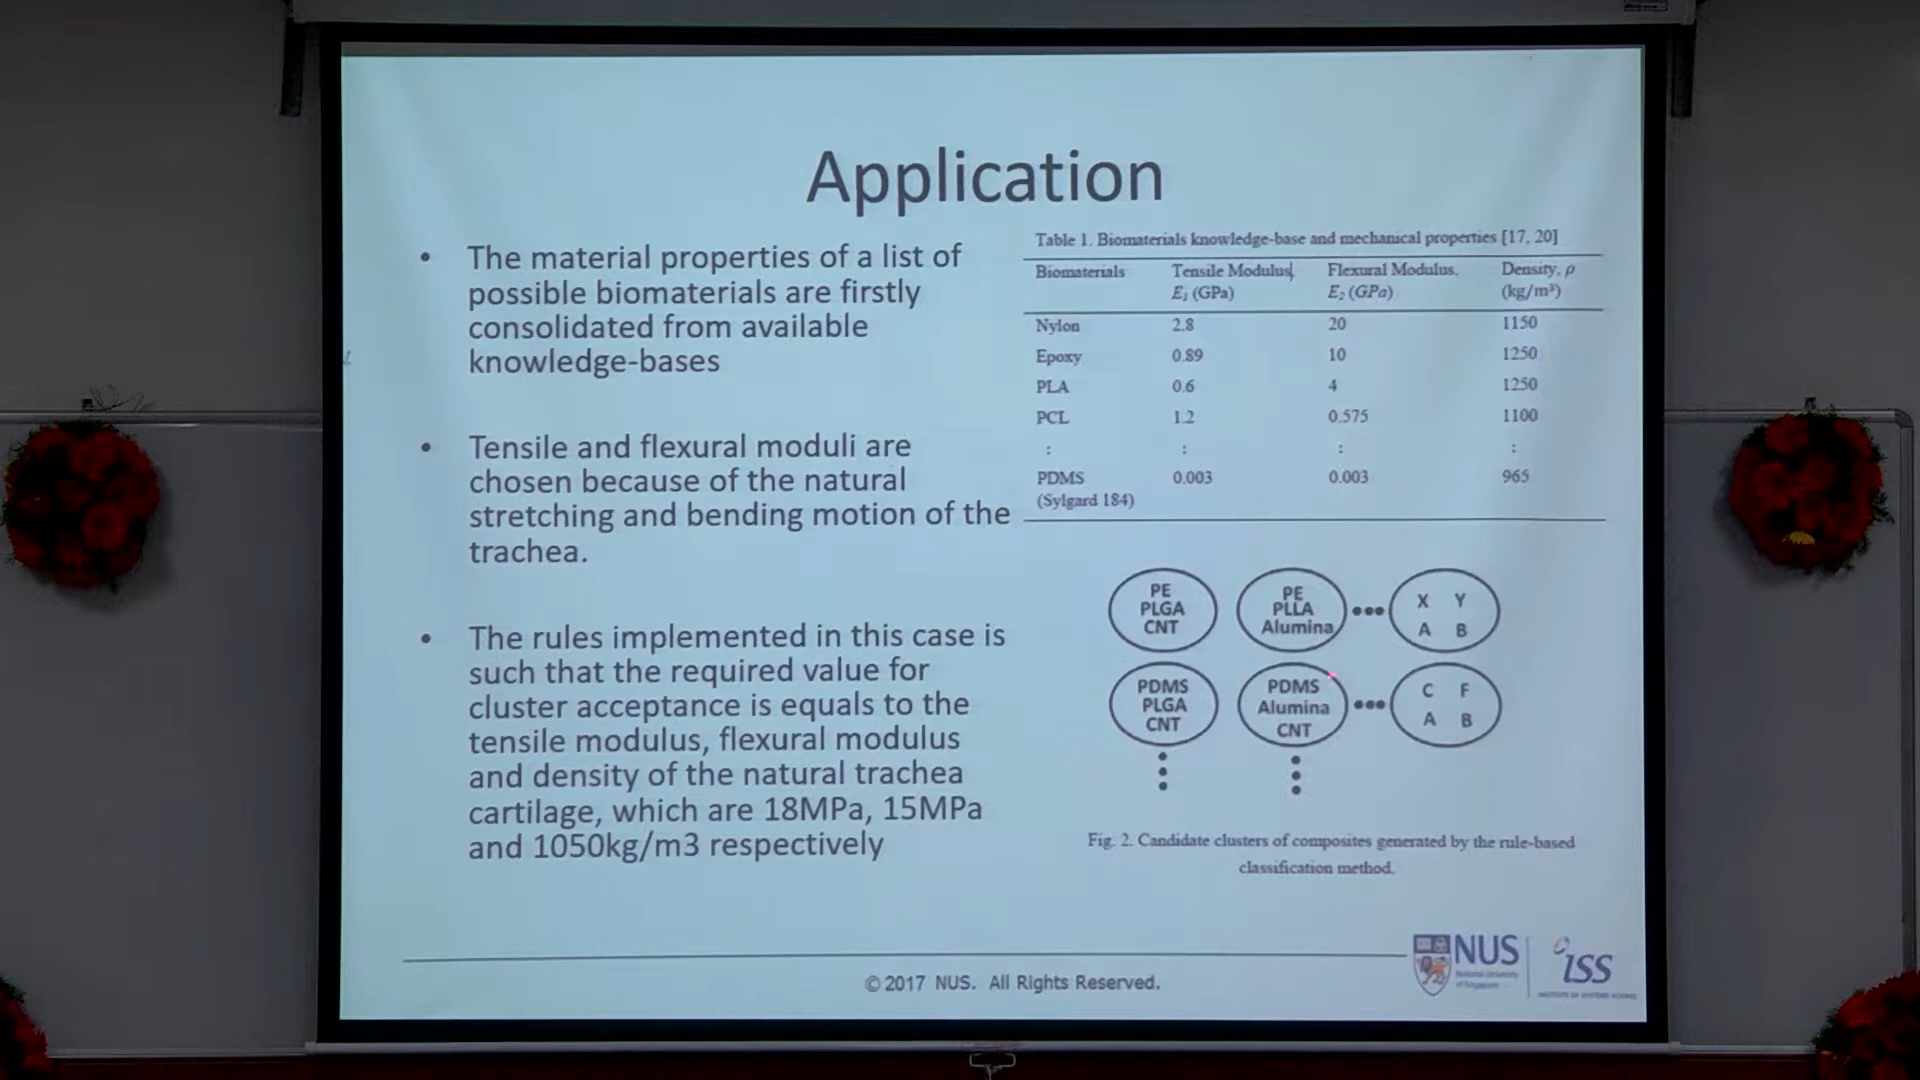 Application
• The material properties of a list of
possible biomaterials are firstly
consolidated from available
knowledge-bases
• Tensile and flexural moduli are
chosen because of the natural
stretching and bending motion of the
trachea.
• The rules implemented in this case is
such that the required value for
cluster acceptance is equals to the
tensile modulus, flexural modulus
and density of the natural trachea
cartilage, which are 18MPa, 15MPa
and 1050kg/m3 respectively
Table 1. Biomaterials knowledge-base and mechanical properties [17, 20]
Biomaterials Tensile Modulus, Flexural Modulus, Density, ρ
E₁ (GPa) E₂ (GPa) (kg/m³)
Nylon 2.8 20 1150
Epoxy 0.89 10 1250
PLA 0.6 4 1250
PCL 1.2 0.575 1100
: : : :
PDMS 0.003 0.003 965
(Sylgard 184)
PE
PLGA
CNT
PE
PLLA
Alumina
•••
X Y
A B
PDMS
PLGA
CNT
PDMS
Alumina
CNT
•••
C F
A B
Fig. 2. Candidate clusters of composites generated by the rule-based
classification method.
© 2017 NUS. All Rights Reserved.
NUS
National University
of Singapore
iSS
INSTITUTE OF SYSTEMS SCIENCE